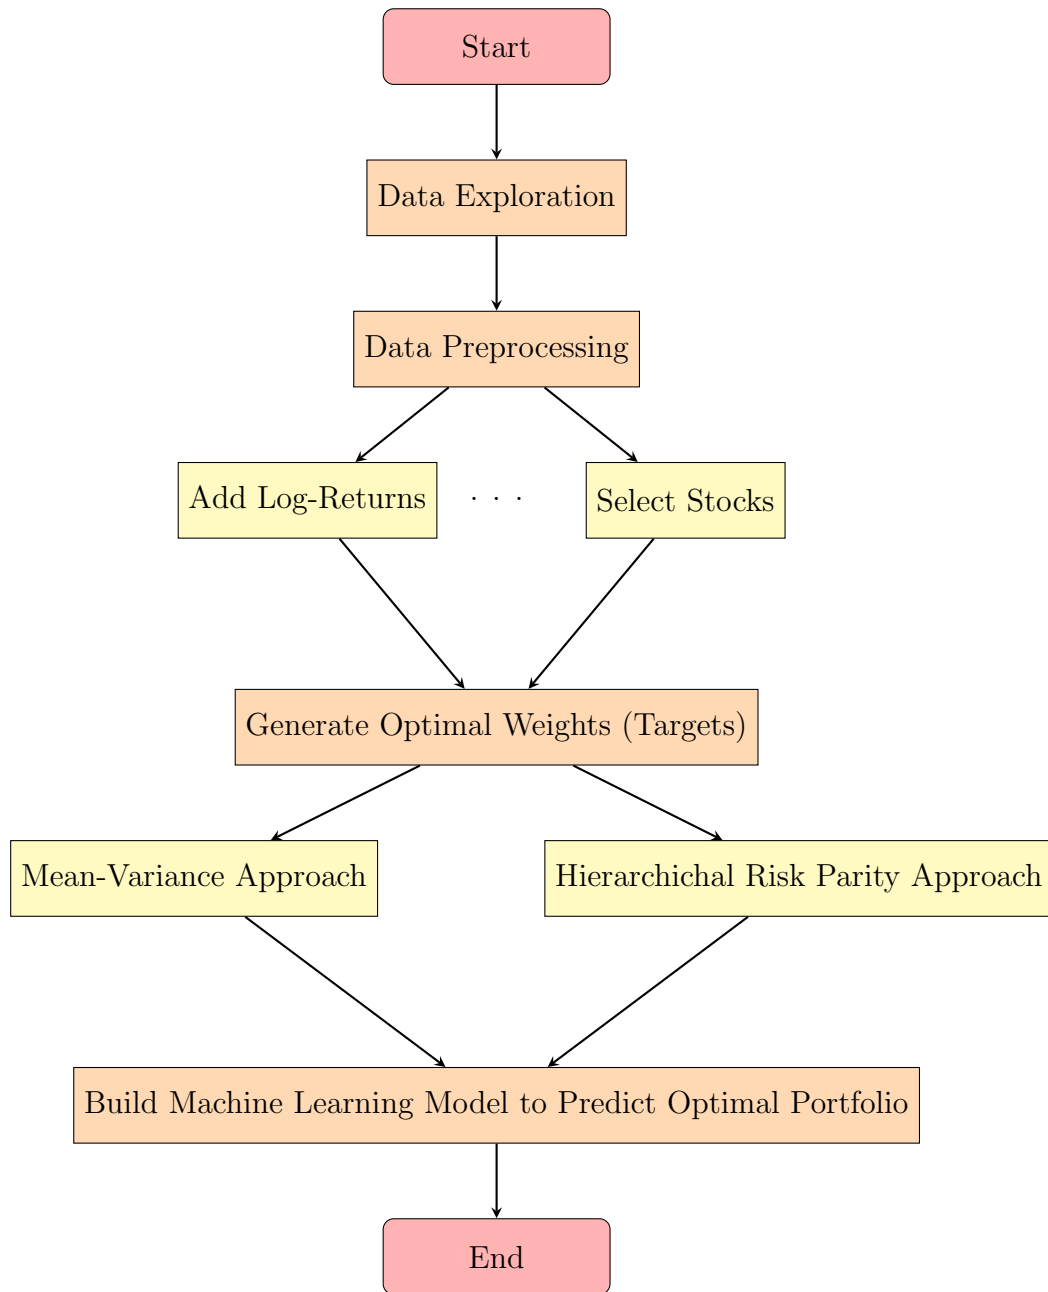 Start
Data Exploration
Data Preprocessing
Add Log-Returns
. . .
Select Stocks
Generate Optimal Weights (Targets)
Mean-Variance Approach
Hierarchichal Risk Parity Approach
Build Machine Learning Model to Predict Optimal Portfolio
End